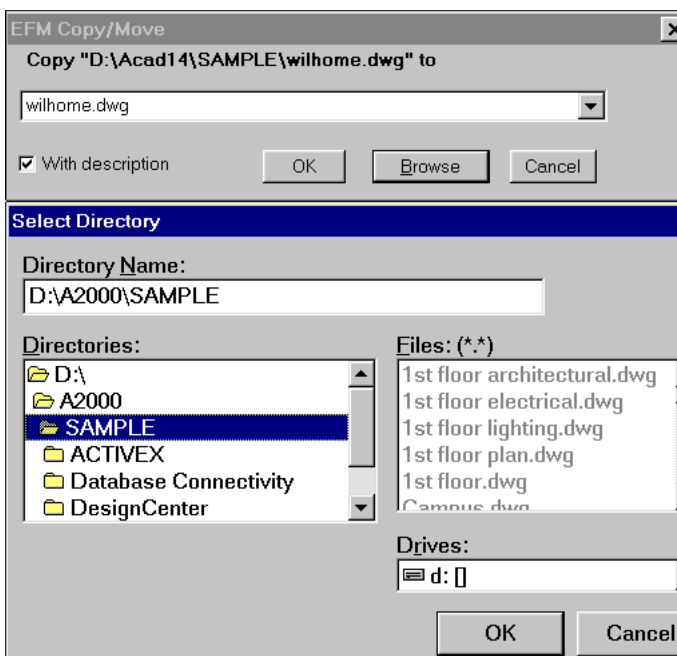 EFM Copy/Move
Copy "D:\Acad14\SAMPLE\wilhome.dwg" to
wilhome.dwg
With description
OK
Browse
Cancel
Select Directory
Directory Name:
D:\A2000\SAMPLE
Directories:
D:\
A2000
SAMPLE
ACTIVEX
Database Connectivity
DesignCenter
Files: (*.*)
1st floor architectural.dwg
1st floor electrical.dwg
1st floor lighting.dwg
1st floor plan.dwg
1st floor.dwg
Campus.dwg
Drives:
d: []
OK
Cancel